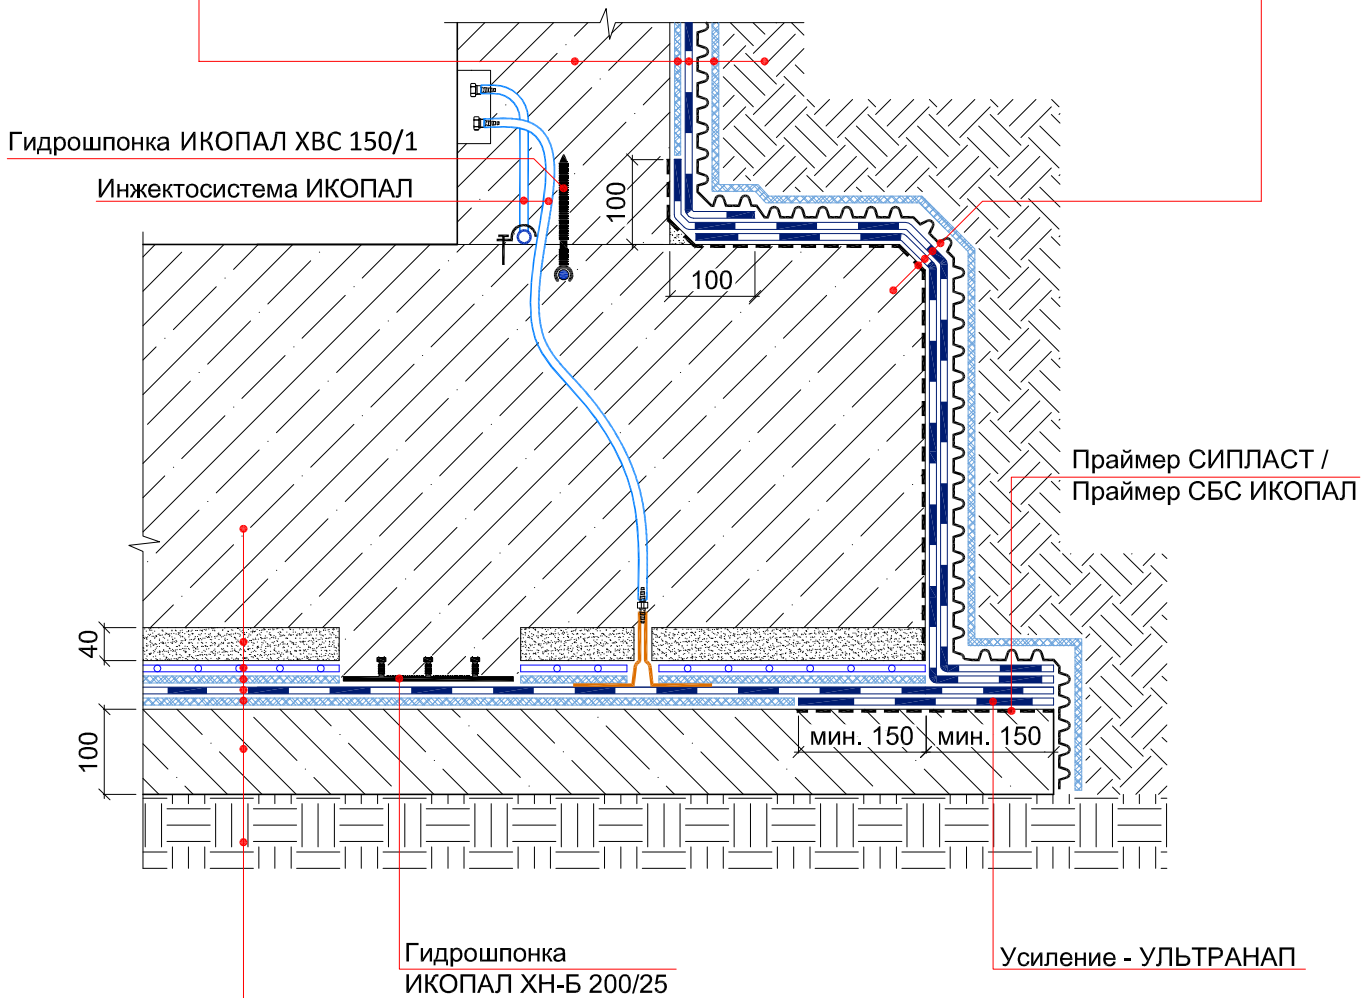 Гидрошпонка ИКОПАЛ ХВС 150/1
Инжектосистема ИКОПАЛ
100
100
Праймер СИПЛАСТ /
Праймер СБС ИКОПАЛ
40
100
мин. 150
мин. 150
Гидрошпонка
ИКОПАЛ ХН-Б 200/25
Усиление - УЛЬТРАНАП